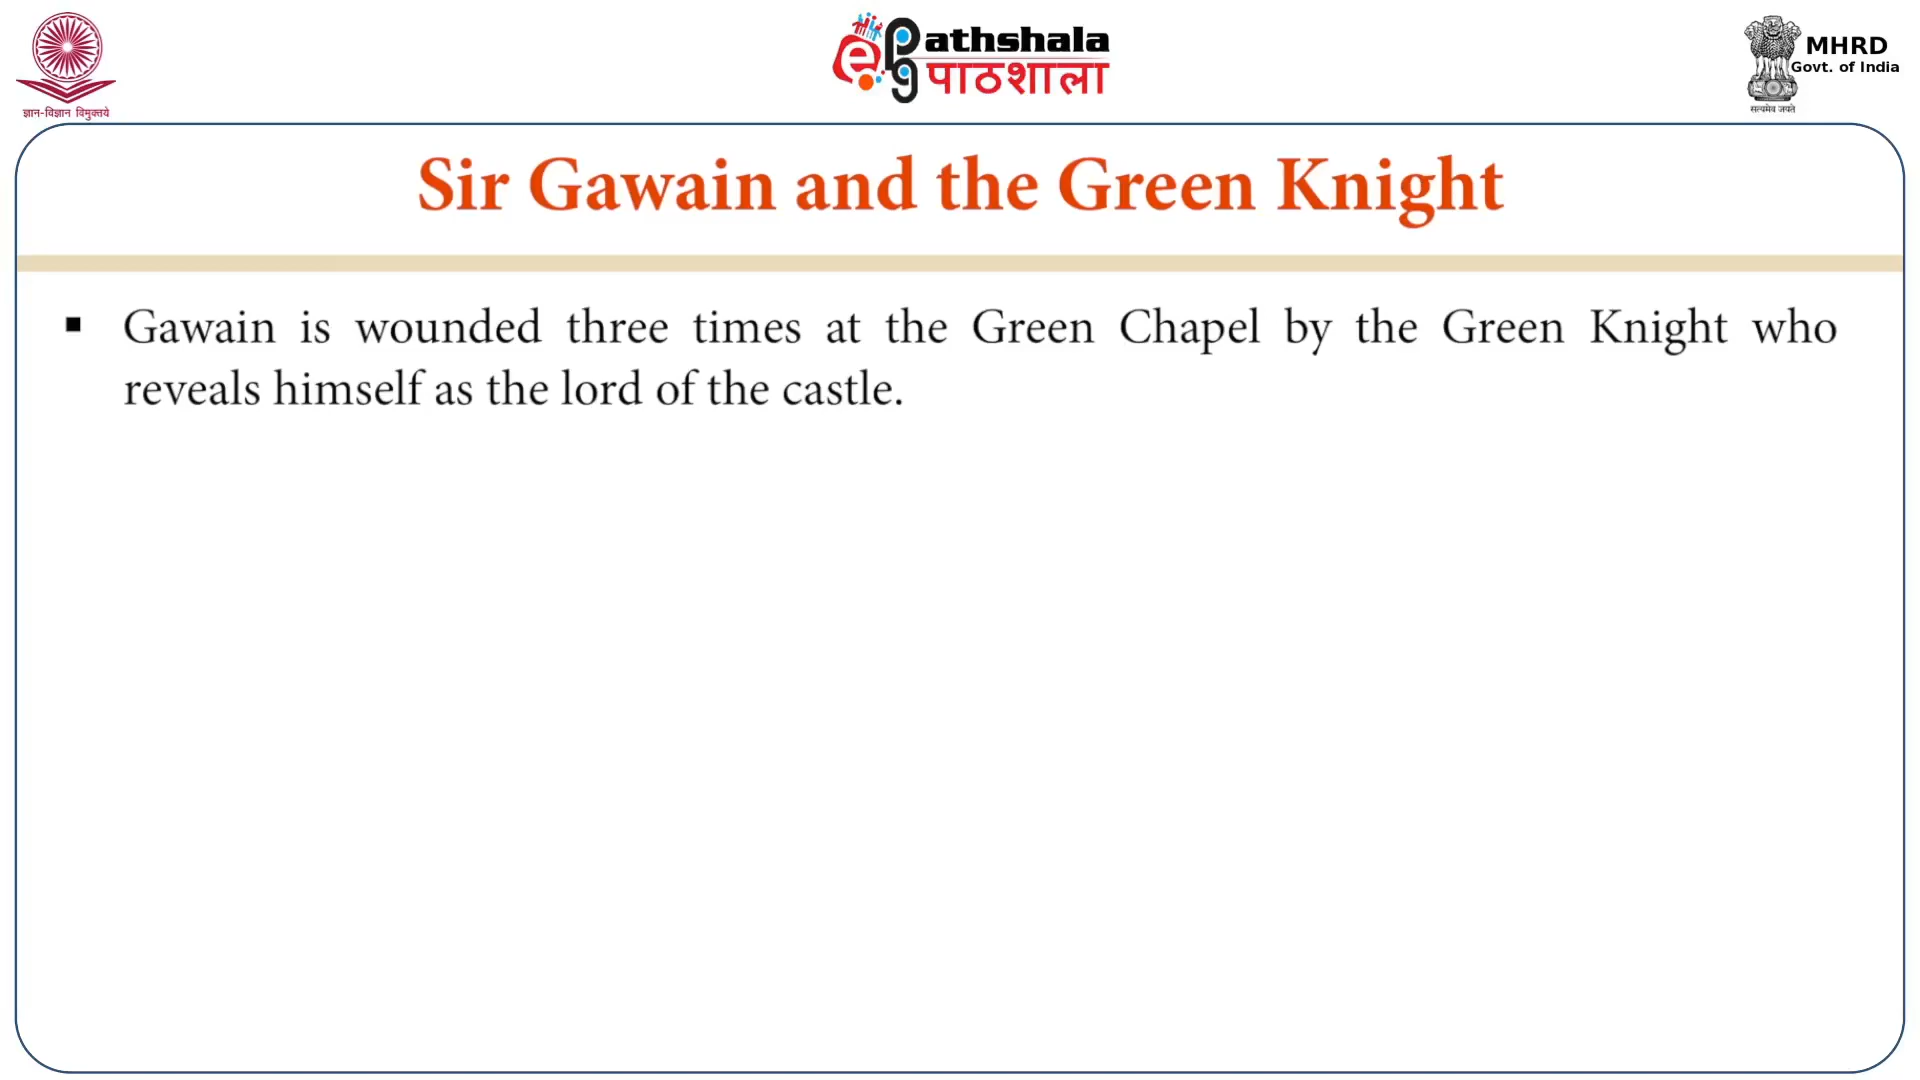 ज्ञान-विज्ञान विमुक्तये
ePathshala
पाठशाला
MHRD
Govt. of India
सत्यमेव जयते
Sir Gawain and the Green Knight
▪ Gawain is wounded three times at the Green Chapel by the Green Knight who
reveals himself as the lord of the castle.